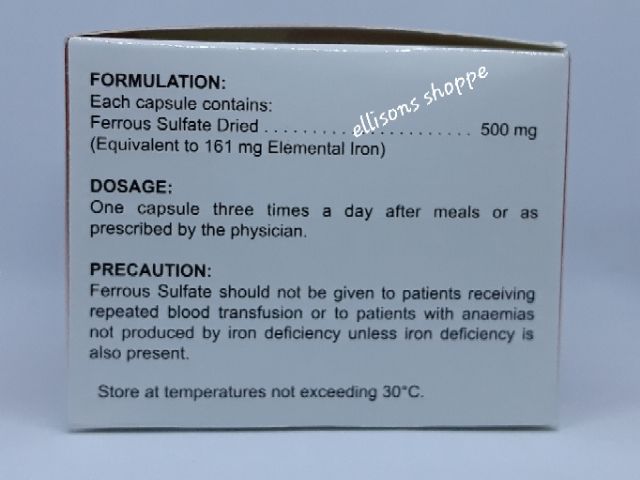 FORMULATION:
Each capsule contains:
Ferrous Sulfate Dried ........................ 500 mg
(Equivalent to 161 mg Elemental Iron)
ellisons shoppe
DOSAGE:
One capsule three times a day after meals or as
prescribed by the physician.
PRECAUTION:
Ferrous Sulfate should not be given to patients receiving
repeated blood transfusion or to patients with anaemias
not produced by iron deficiency unless iron deficiency is
also present.
Store at temperatures not exceeding 30°C.